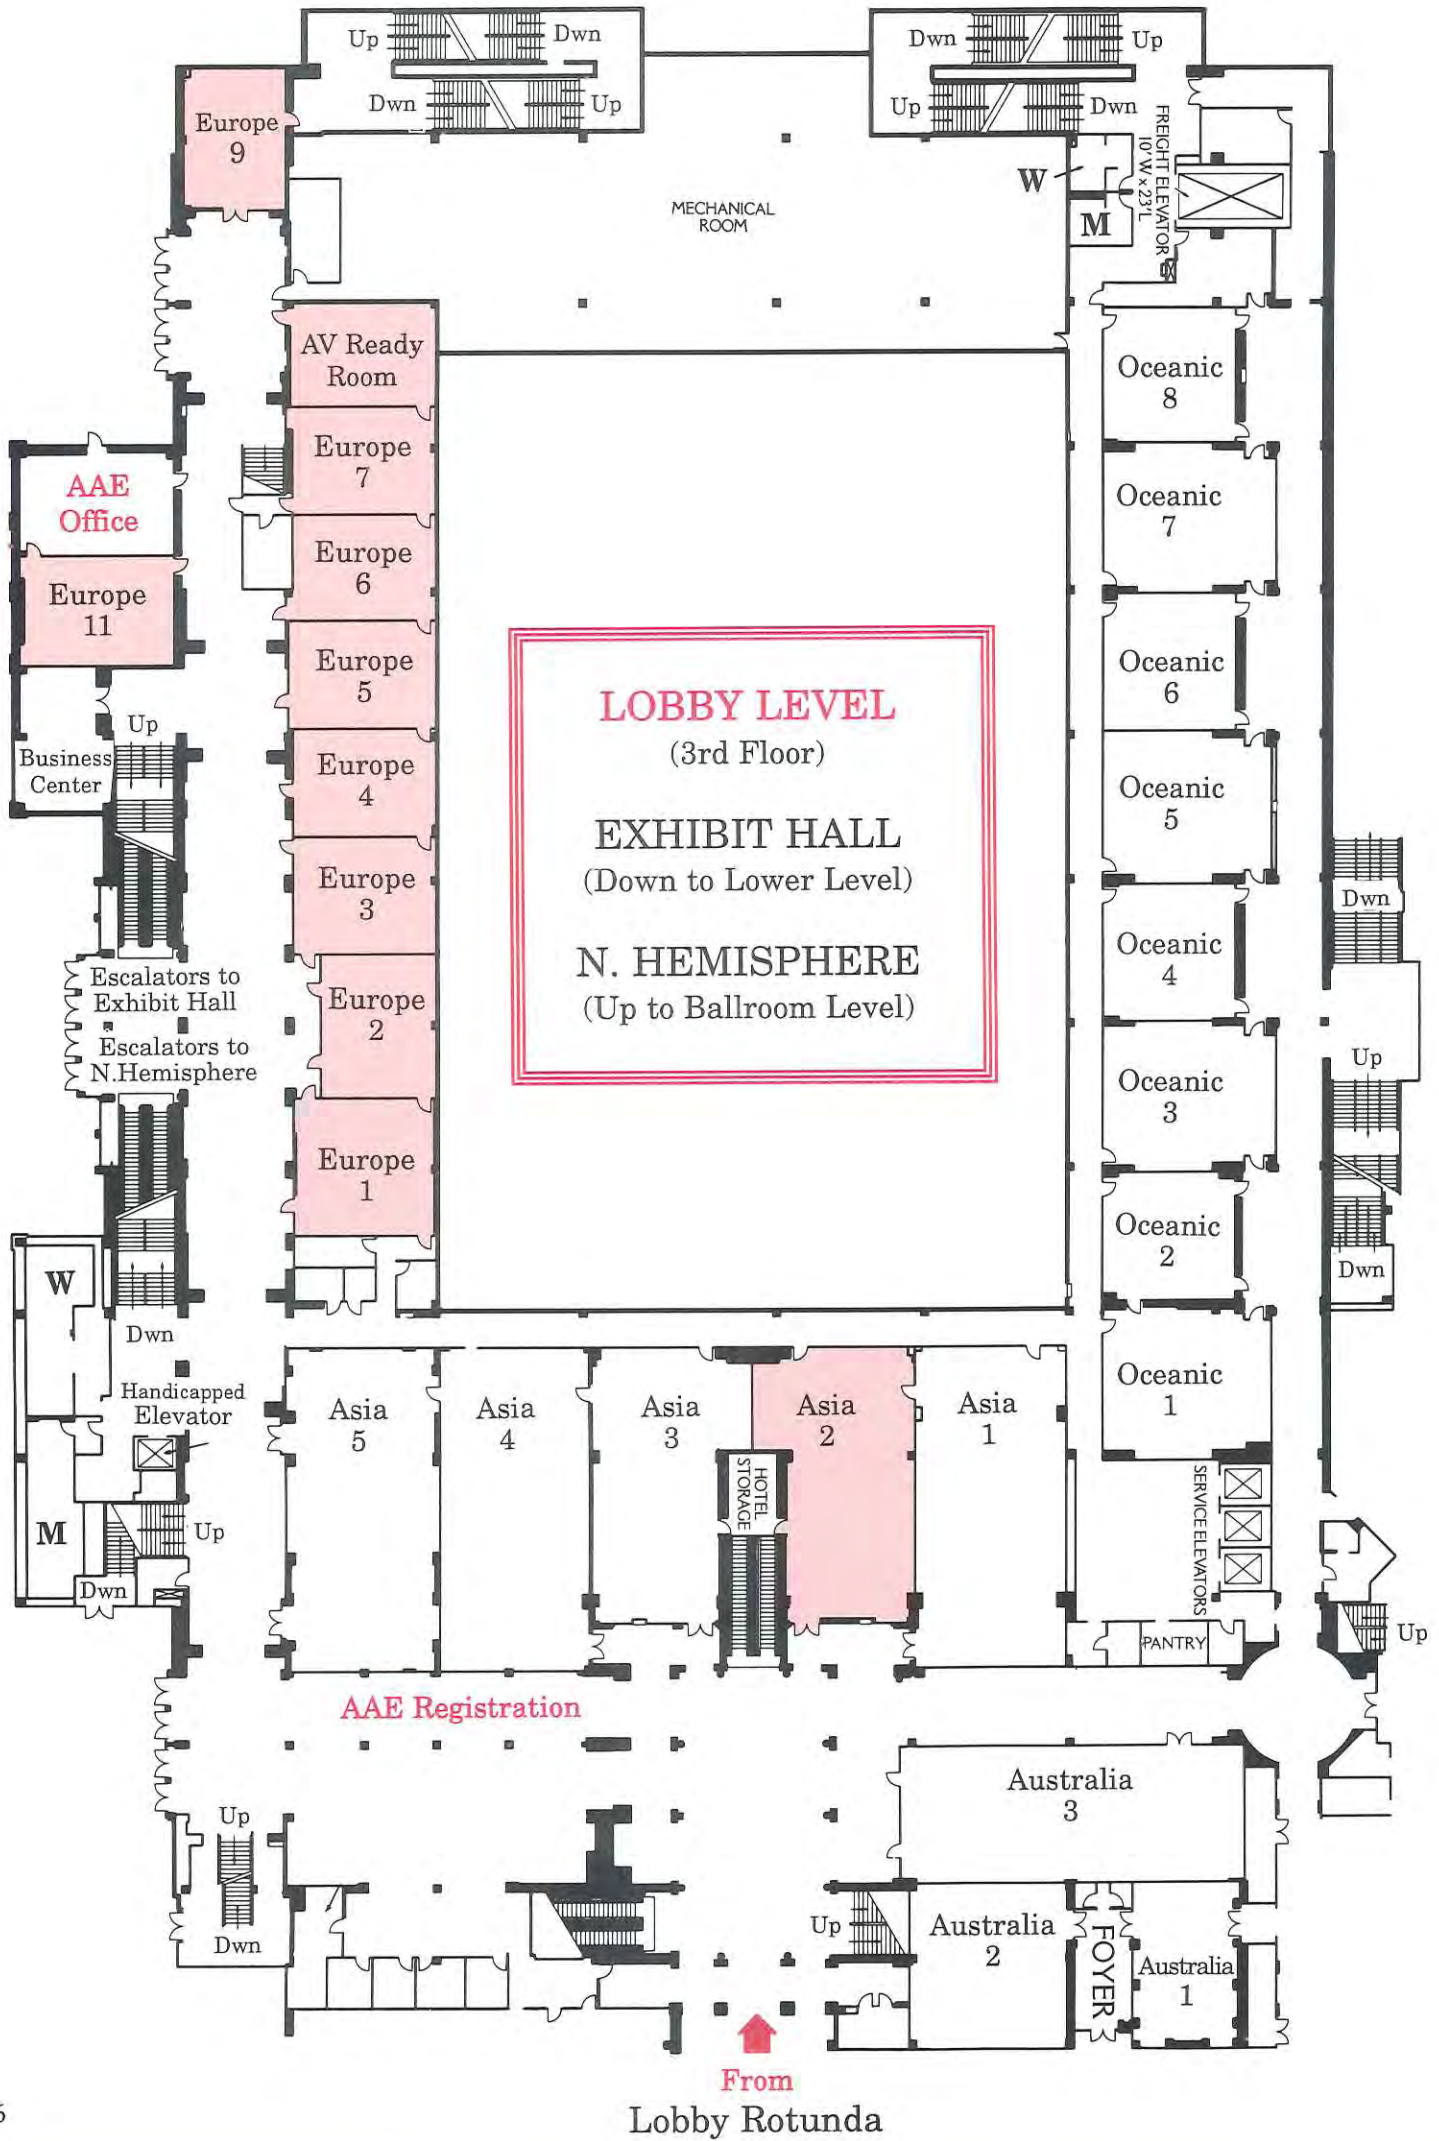 Up
Dwn
Dwn
Up
Dwn
Up
Up
Dwn
Europe
9
MECHANICAL
ROOM
W
M
FREIGHT ELEVATOR
10'W x 23'L
AV Ready
Room
Europe
7
AAE
Office
Europe
6
Europe
11
Europe
5
Up
Business
Center
Europe
4
Europe
3
Escalators to
Exhibit Hall
Escalators to
N.Hemisphere
Europe
2
Europe
1
LOBBY LEVEL
(3rd Floor)
EXHIBIT HALL
(Down to Lower Level)
N. HEMISPHERE
(Up to Ballroom Level)
Oceanic
8
Oceanic
7
Oceanic
6
Oceanic
5
Oceanic
4
Oceanic
3
Oceanic
2
Oceanic
1
Dwn
Up
Dwn
W
Dwn
Handicapped
Elevator
M
Up
Dwn
Asia
5
Asia
4
Asia
3
Asia
2
Asia
1
HOTEL
STORAGE
SERVICE ELEVATORS
PANTRY
Up
AAE Registration
Up
Dwn
Australia
3
Up
Australia
2
FOYER
Australia
1
From
Lobby Rotunda